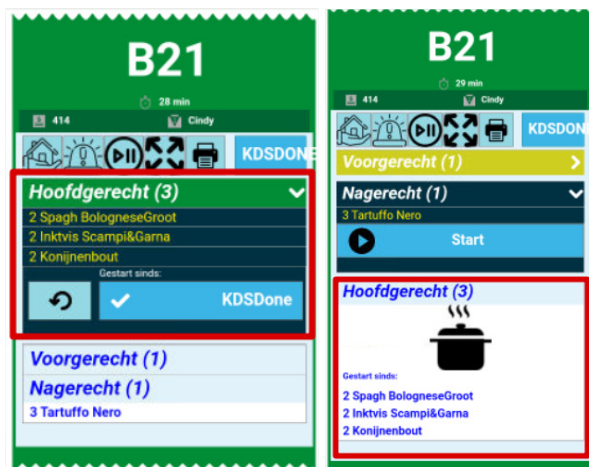 B21
28 min
414 Cindy
KDSDONE
Hoofdgerecht (3)
2 Spagh BologneseGroot
2 Inktvis Scampi&Garna
2 Konijnenbout
Gestart sinds:
KDSDone
Voorgerecht (1)
Nagerecht (1)
3 Tartuffo Nero
B21
29 min
414 Cindy
KDSDON
Voorgerecht (1)
Nagerecht (1)
3 Tartuffo Nero
Start
Hoofdgerecht (3)
Gestart sinds:
2 Spagh BologneseGroot
2 Inktvis Scampi&Garna
2 Konijnenbout